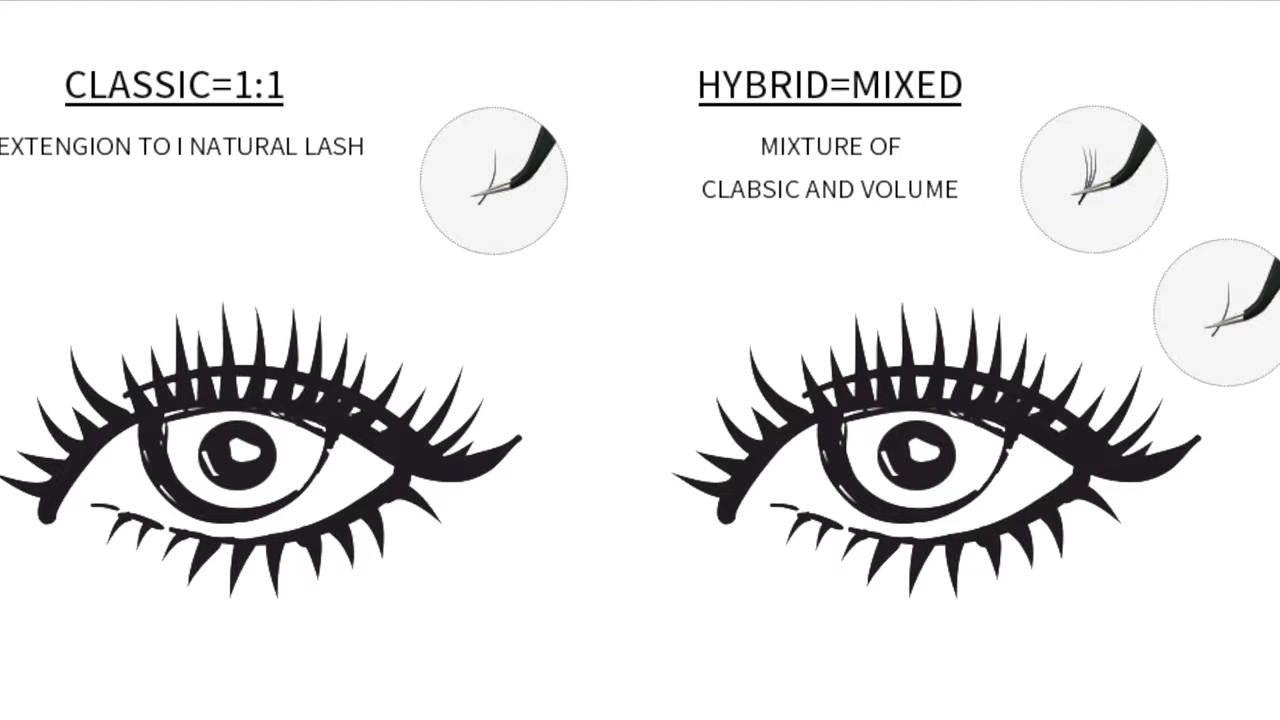 CLASSIC=1:1
EXTENGION TO I NATURAL LASH
HYBRID=MIXED
MIXTURE OF
CLABSIC AND VOLUME